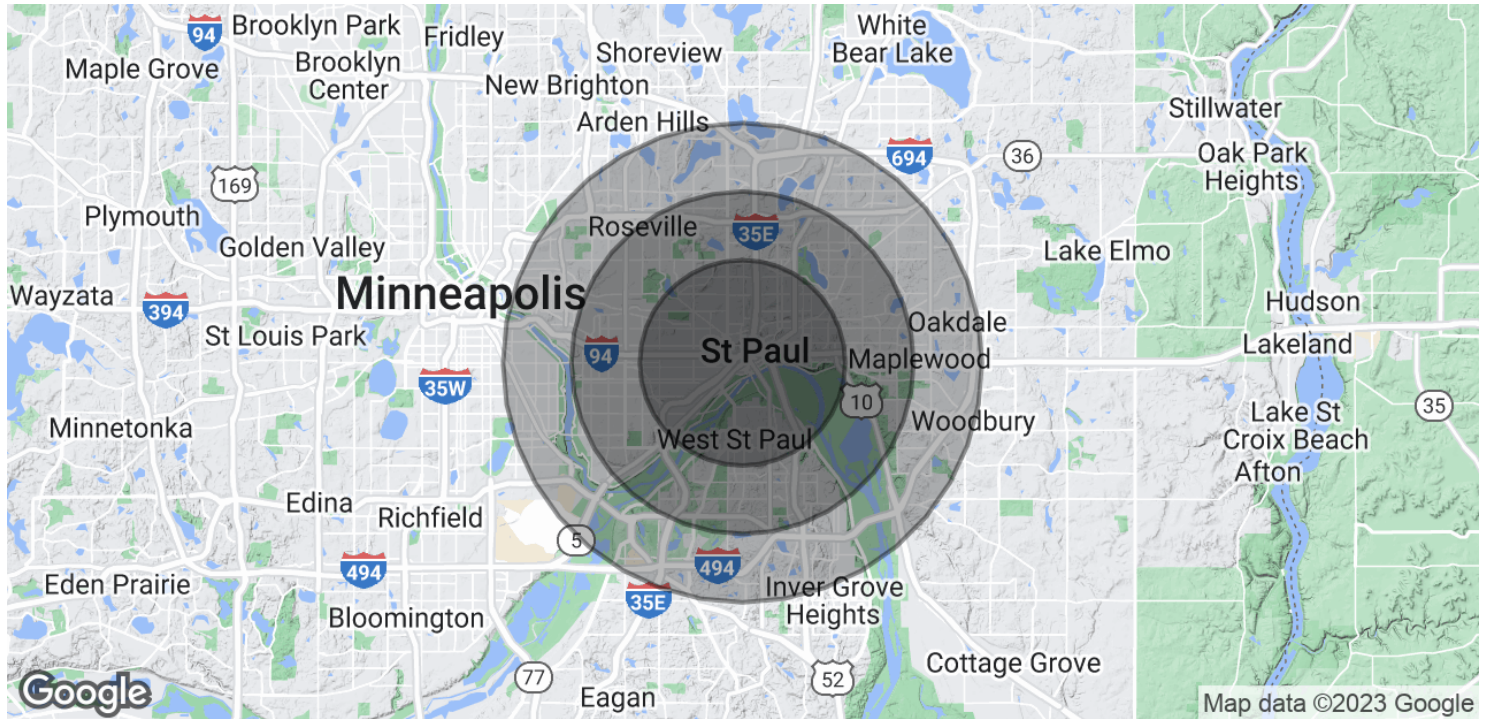 94
Brooklyn Park
Fridley
White
Bear Lake
Shoreview
Maple Grove
Brooklyn
Center
New Brighton
Stillwater
Arden Hills
694
36
Oak Park
Heights
169
Plymouth
Roseville
35E
Golden Valley
Lake Elmo
Wayzata
394
Minneapolis
Hudson
St Louis Park
Oakdale
94
St Paul
Maplewood
Lakeland
35W
10
35
Minnetonka
West St Paul
Woodbury
Lake St
Croix Beach
Afton
Edina
Richfield
5
494
494
Eden Prairie
35E
Inver Grove
Heights
Bloomington
77
52
Cottage Grove
Eagan
Google
Map data ©2023 Google